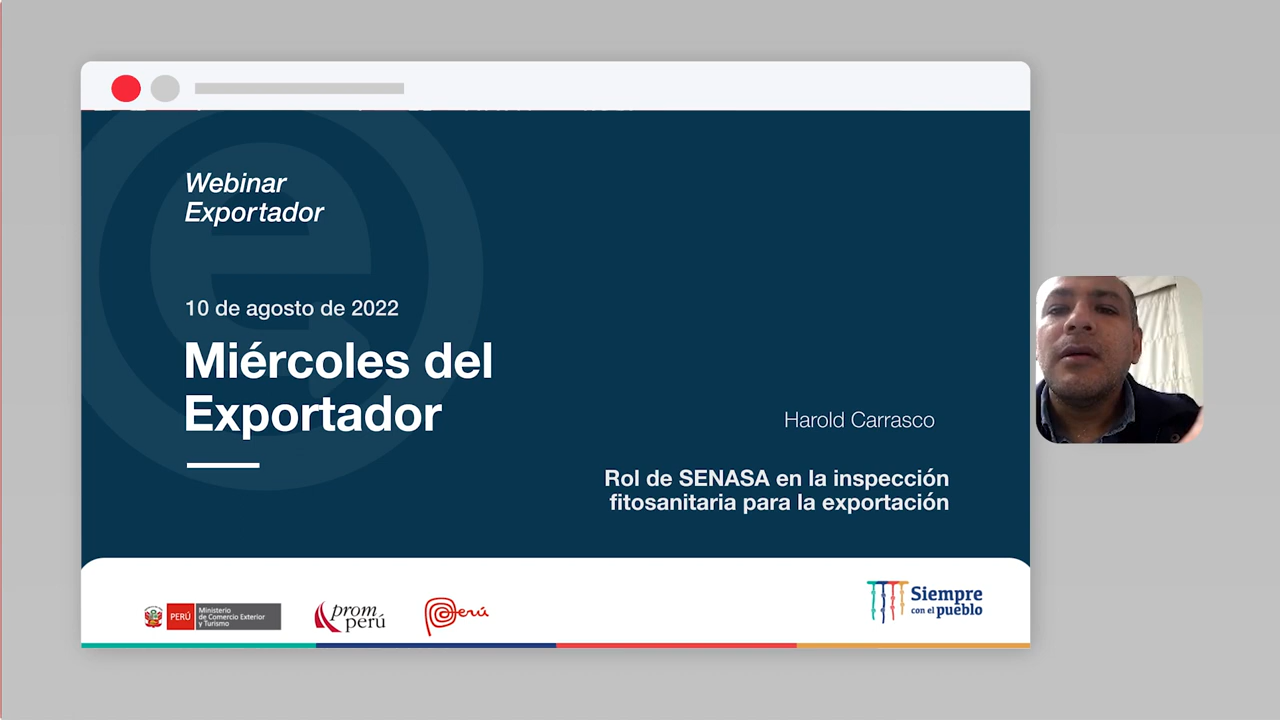 Webinar
Exportador
10 de agosto de 2022
Miércoles del
Exportador
Harold Carrasco
Rol de SENASA en la inspección
fitosanitaria para la exportación
PERÚ
Ministerio
de Comercio Exterior
y Turismo
prom
perú
Perú
Siempre
con el pueblo